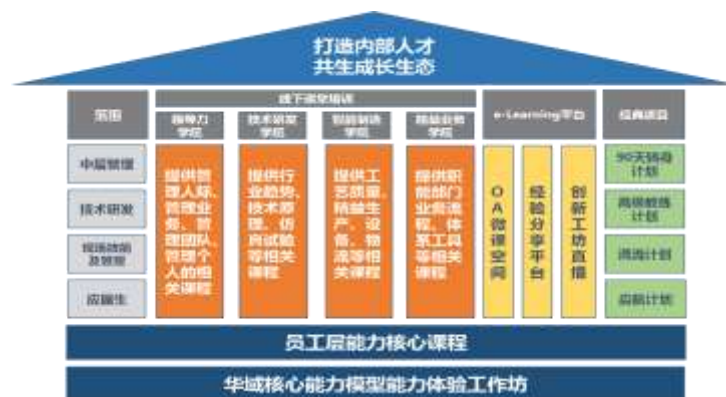 打造内部人才
共生成长生态
范围
线下课堂培训
e-Learning平台
经典项目
领导力
学院
技术研发
学院
智能制造
学院
精益业务
学院
中层管理
技术研发
应届生
提供管
理人际、
管理业
务、管
理团队、
管理个
人的相
关课程
提供行
业趋势、
技术原
理、仿
真试验
等相关
课程
提供工
艺质量、
精益生
产、设
备、物
流等相
关课程
提供职
能部门
业务流
程、体
系工具
等相关
课程
OA微课空间
经验分享平台
创新工坊直播
90天转身
计划
高级教练
计划
启航计划
员工层能力核心课程
华域核心能力模型能力体验工作坊